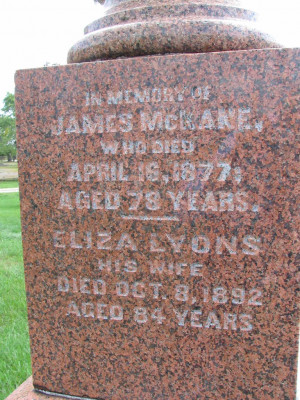 IN MEMORY OF
JAMES McKANE.
WHO DIED
APRIL 16, 1877;
AGED 78 YEARS.
ELIZA LYONS
HIS WIFE
DIED OCT. 8, 1892
AGED 84 YEARS